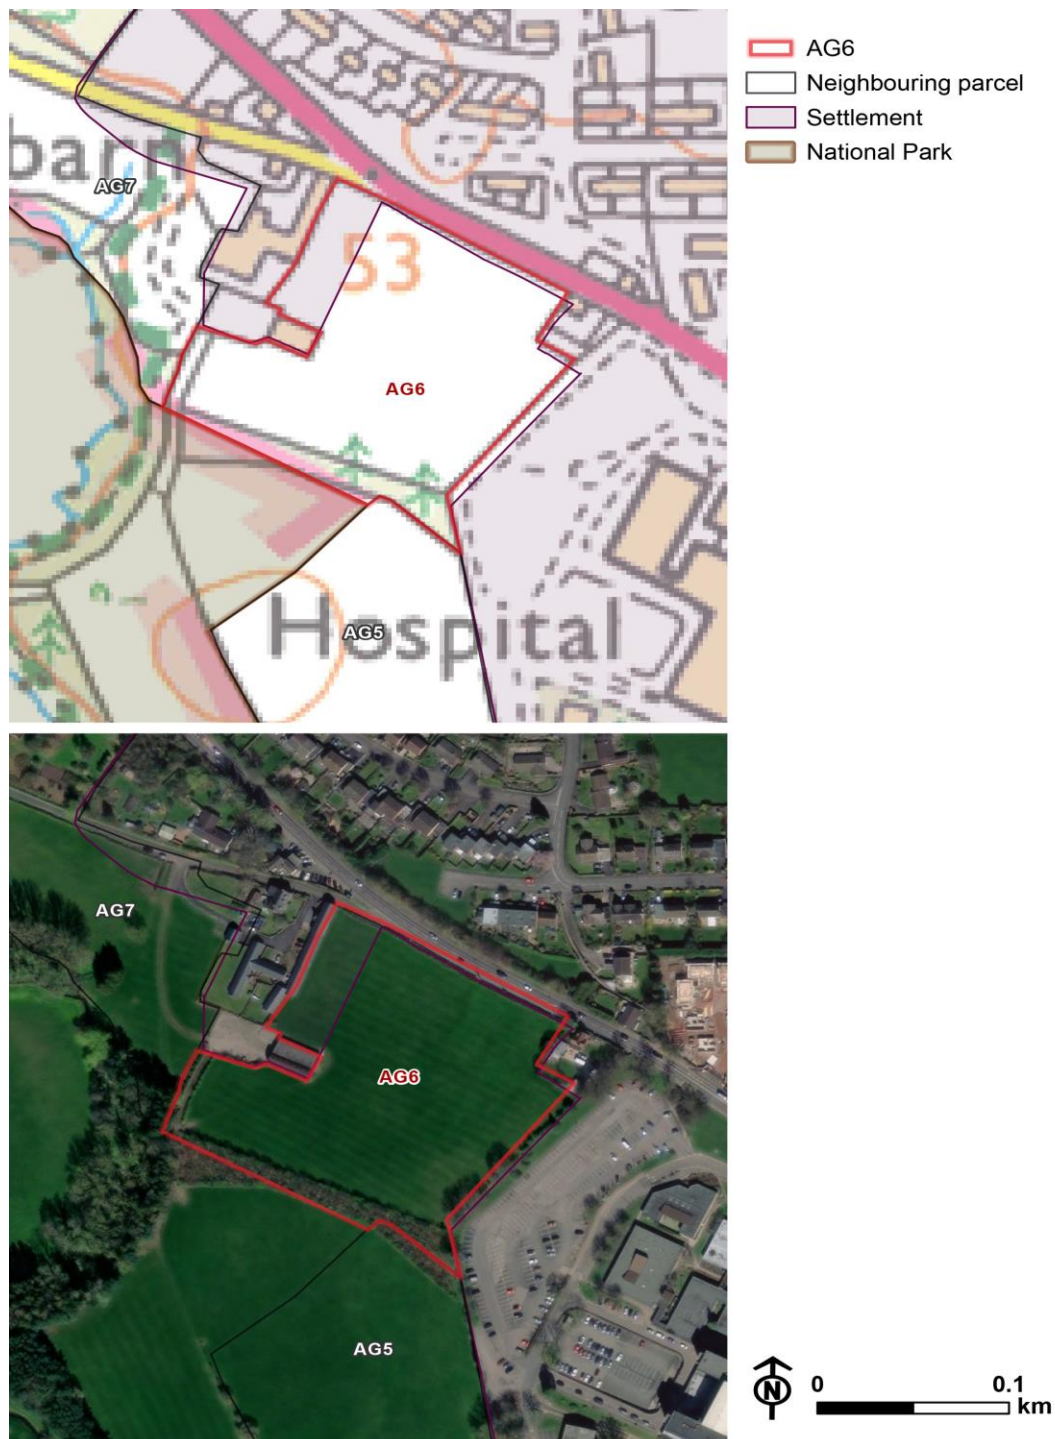 AG6
Neighbouring parcel
Settlement
National Park
barn
AG7
53
AG6
Hospital
AG5
AG7
AG6
AG5
N
0 0.1
km